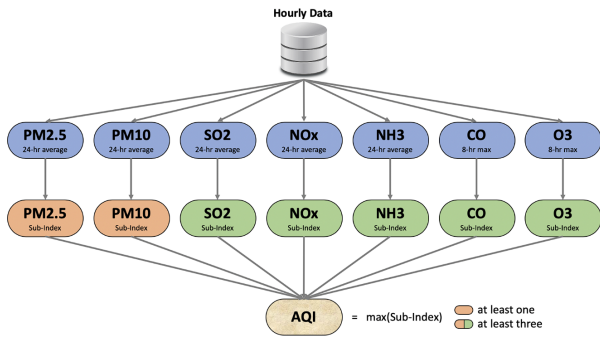 Hourly Data
PM2.5 PM10 SO2 NOx NH3 CO O3
24-hr average 24-hr average 24-hr average 24-hr average 24-hr average 8-hr max 8-hr max
PM2.5 PM10 SO2 NOx NH3 CO O3
Sub-Index Sub-Index Sub-Index Sub-Index Sub-Index Sub-Index Sub-Index
AQI = max(Sub-Index)
at least one
at least three